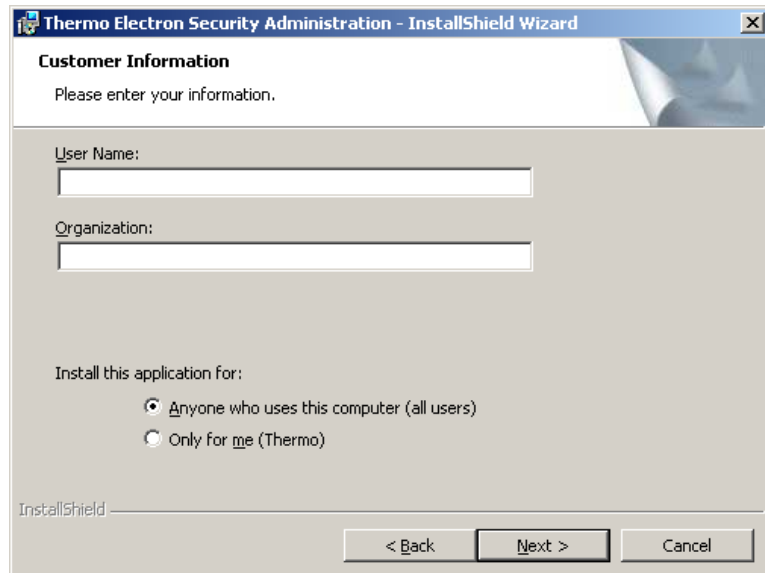 Thermo Electron Security Administration - InstallShield Wizard
Customer Information
Please enter your information.
User Name:
Organization:
Install this application for:
Anyone who uses this computer (all users)
Only for me (Thermo)
InstallShield
< Back Next > Cancel